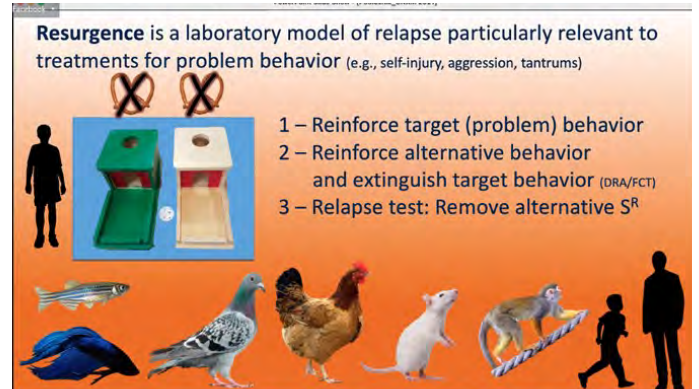 facebook
Resurgence is a laboratory model of relapse particularly relevant to
treatments for problem behavior (e.g., self-injury, aggression, tantrums)
1 – Reinforce target (problem) behavior
2 – Reinforce alternative behavior
and extinguish target behavior (DRA/FCT)
3 – Relapse test: Remove alternative Sᴿ